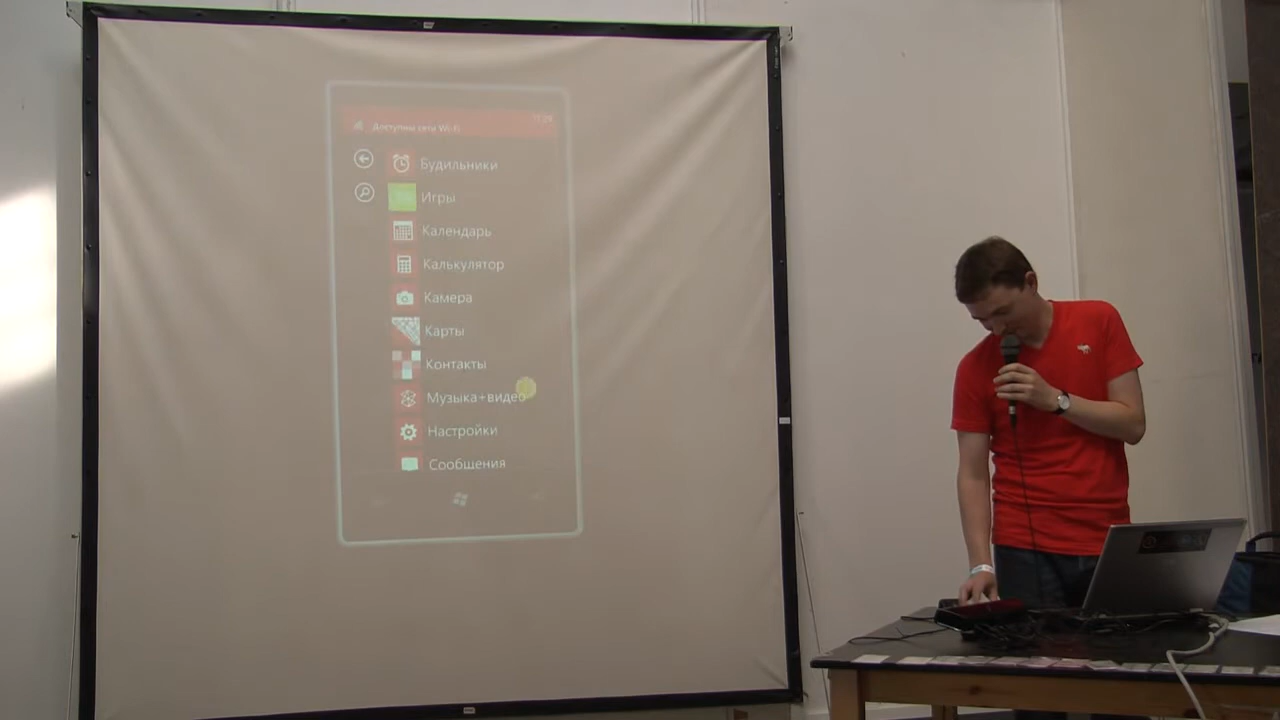 Доступны сети Wi-Fi
Будильники
Игры
Календарь
Калькулятор
Камера
Карты
Контакты
Музыка+видео
Настройки
Сообщения